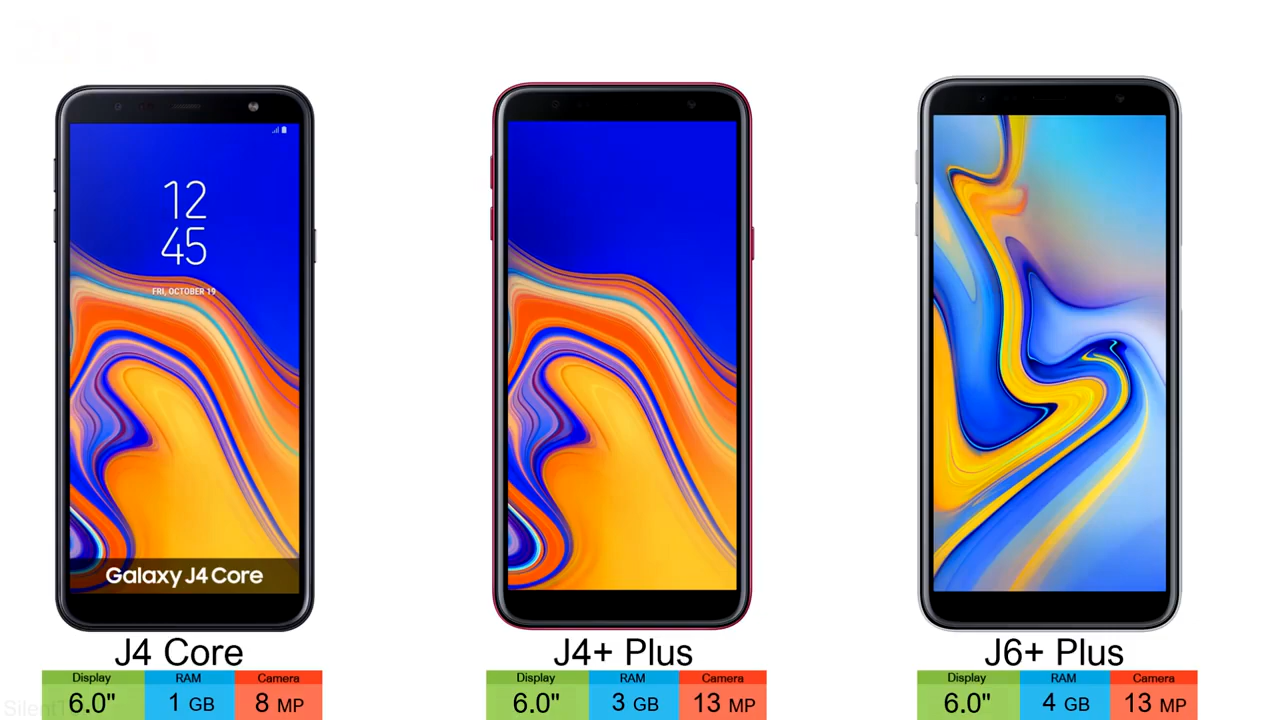 12
45
FRI, OCTOBER 19
Galaxy J4 Core
J4 Core
Display RAM Camera
6.0" 1 GB 8 MP
J4+ Plus
Display RAM Camera
6.0" 3 GB 13 MP
J6+ Plus
Display RAM Camera
6.0" 4 GB 13 MP